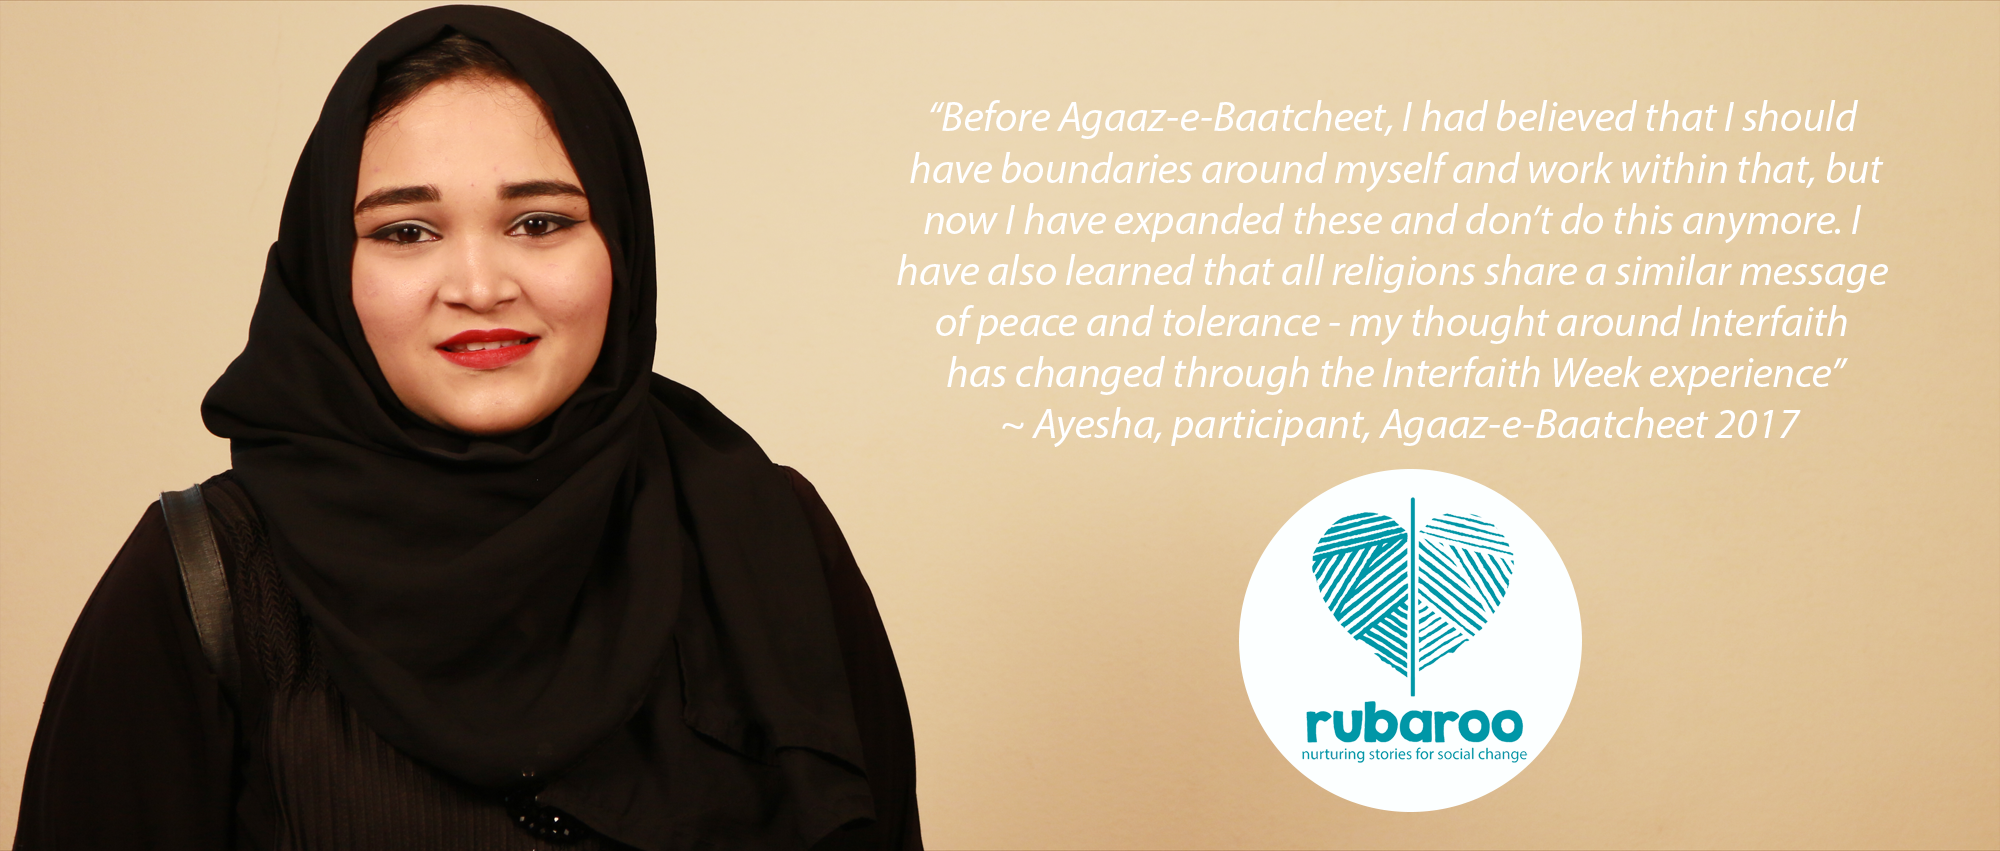 “Before Agaaz-e-Baatcheet, I had believed that I should
have boundaries around myself and work within that, but
now I have expanded these and don’t do this anymore. I
have also learned that all religions share a similar message
of peace and tolerance - my thought around Interfaith
has changed through the Interfaith Week experience”
~ Ayesha, participant, Agaaz-e-Baatcheet 2017
rubaroo
nurturing stories for social change